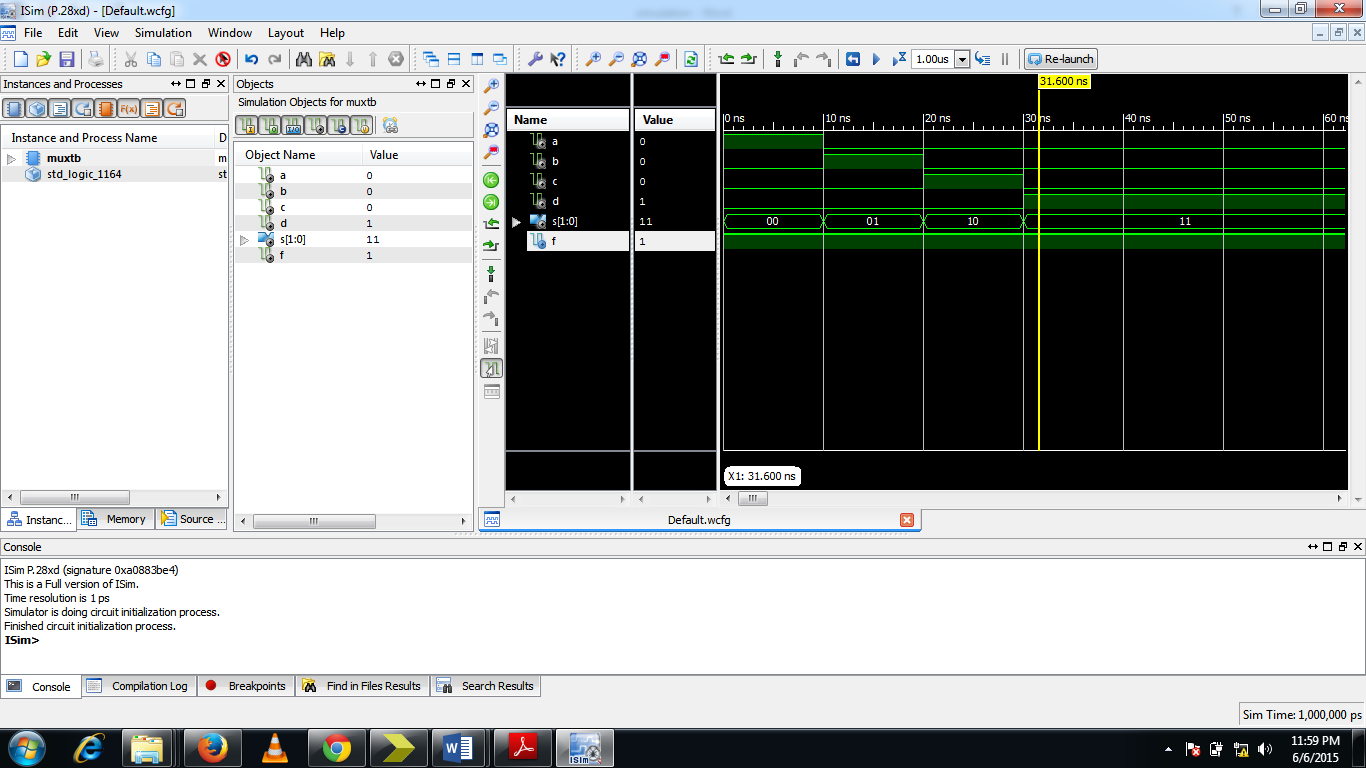 ISim (P.28xd) - [Default.wcfg]
File Edit View Simulation Window Layout Help
1.00us Re-launch
Instances and Processes
Instance and Process Name D
muxtb m
std_logic_1164 st
Instanc... Memory Source ...
Objects
Simulation Objects for muxtb
Object Name Value
a 0
b 0
c 0
d 1
s[1:0] 11
f 1
Name Value
a 0
b 0
c 0
d 1
s[1:0] 11
f 1
31.600 ns
0 ns 10 ns 20 ns 30 ns 40 ns 50 ns 60 ns
00 01 10 11
X1: 31.600 ns
Default.wcfg
Console
ISim P.28xd (signature 0xa0883be4)
This is a Full version of ISim.
Time resolution is 1 ps
Simulator is doing circuit initialization process.
Finished circuit initialization process.
ISim>
Console Compilation Log Breakpoints Find in Files Results Search Results
Sim Time: 1,000,000 ps
ISim
11:59 PM
6/6/2015